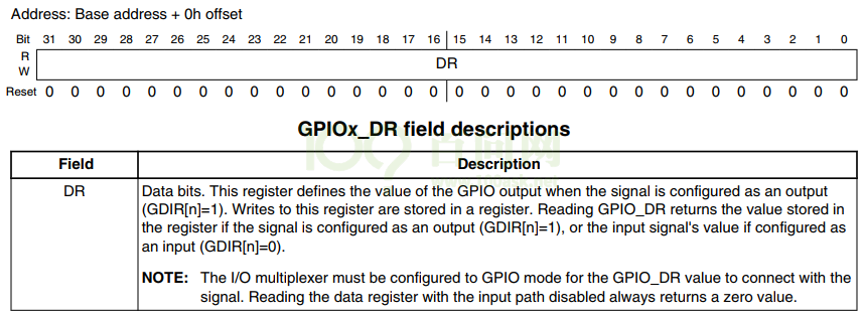 Address: Base address + 0h offset
Bit 31 30 29 28 27 26 25 24 23 22 21 20 19 18 17 16 15 14 13 12 11 10 9 8 7 6 5 4 3 2 1 0
R
DR
W
Reset 0 0 0 0 0 0 0 0 0 0 0 0 0 0 0 0 0 0 0 0 0 0 0 0 0 0 0 0 0 0 0 0
GPIOx_DR field descriptions
百问网
Field Description
DR Data bits. This register defines the value of the GPIO output when the signal is configured as an output
(GDIR[n]=1). Writes to this register are stored in a register. Reading GPIO_DR returns the value stored in
the register if the signal is configured as an output (GDIR[n]=1), or the input signal's value if configured as
an input (GDIR[n]=0).
NOTE: The I/O multiplexer must be configured to GPIO mode for the GPIO_DR value to connect with the
signal. Reading the data register with the input path disabled always returns a zero value.